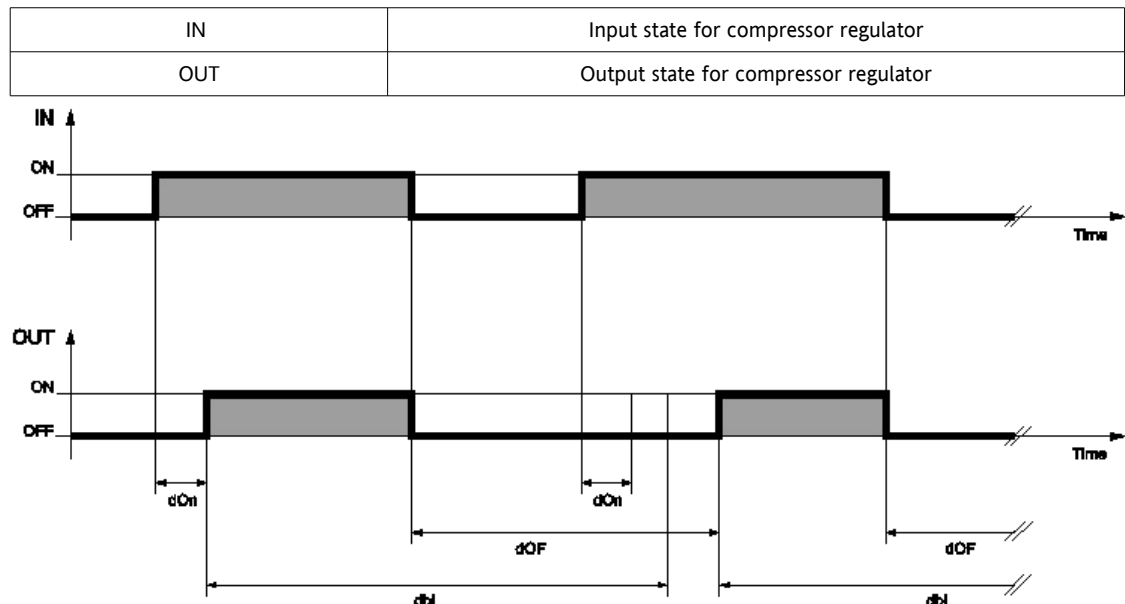 IN Input state for compressor regulator
OUT Output state for compressor regulator
IN
ON
OFF
Time
OUT
ON
OFF
Time
dOn dOn
dOF dOF
dbi dbi